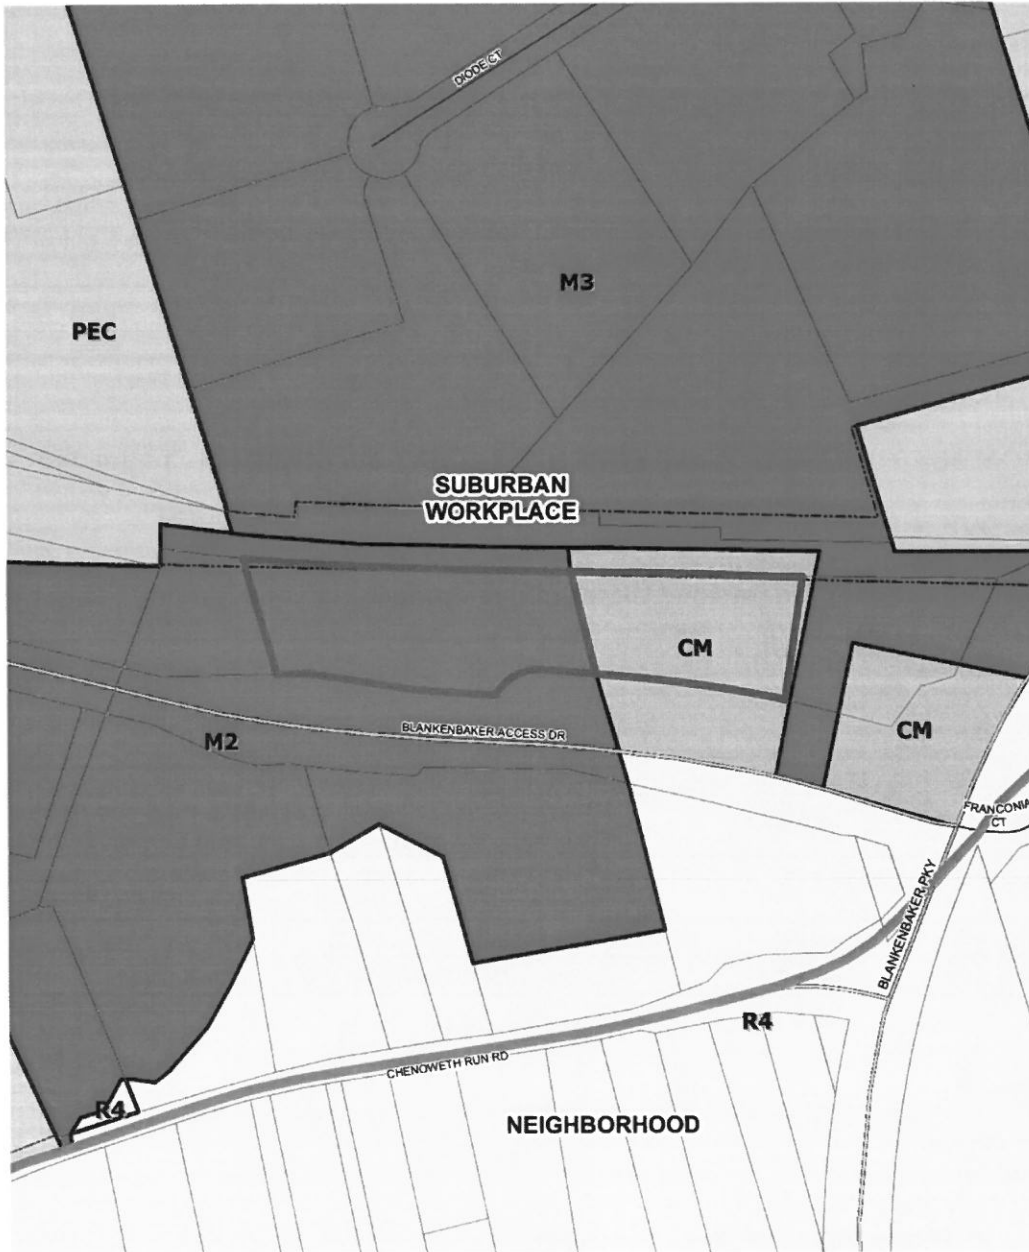 DIODE CT
M3
PEC
SUBURBAN
WORKPLACE
CM
CM
M2
BLANKENBAKER ACCESS DR
FRANCONIA
CT
BLANKENBAKER PKY
R4
CHENOWETH RUN RD
R4
NEIGHBORHOOD